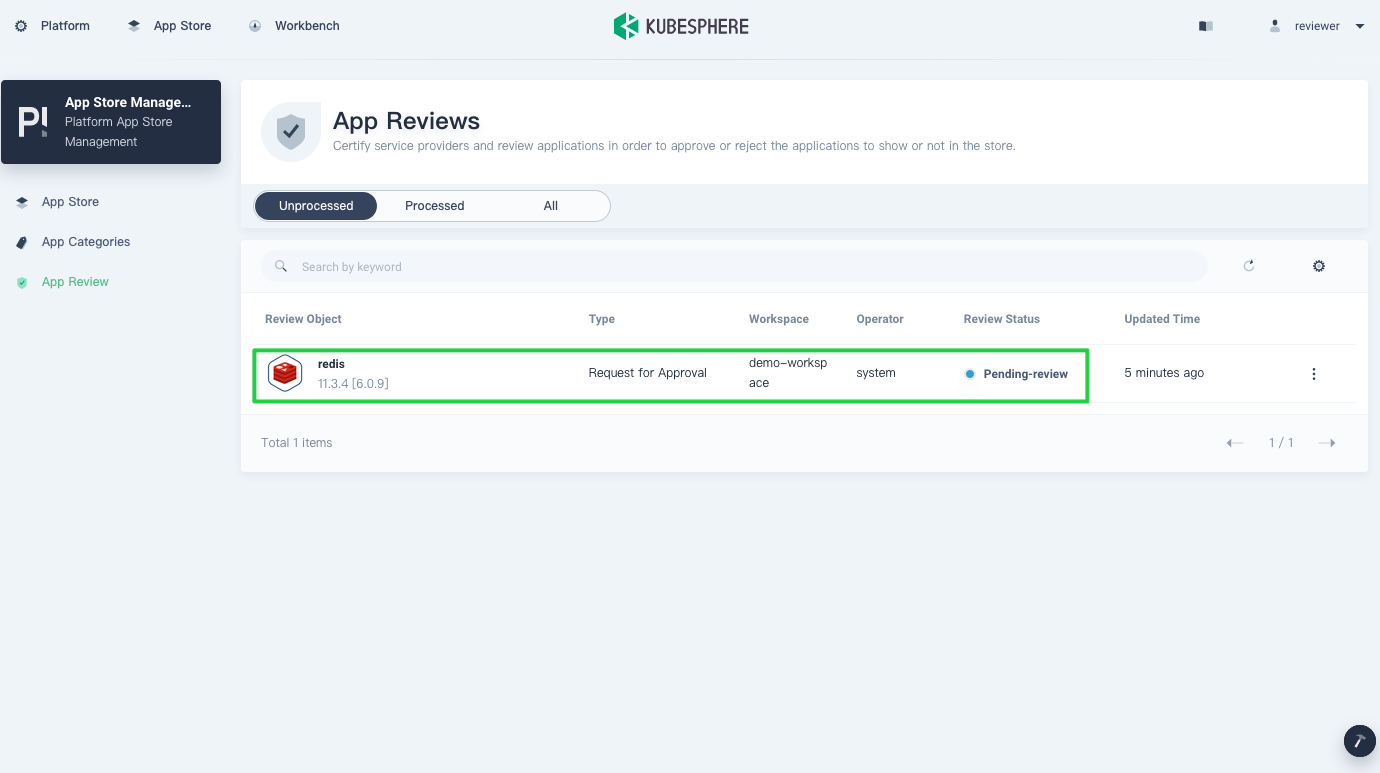 Platform App Store Workbench KUBESPHERE reviewer
App Store Manage...
Platform App Store
Management
App Store
App Categories
App Review
App Reviews
Certify service providers and review applications in order to approve or reject the applications to show or not in the store.
Unprocessed Processed All
Search by keyword
Review Object Type Workspace Operator Review Status Updated Time
redis
11.3.4 [6.0.9]
Request for Approval
demo-worksp
ace
system
Pending-review
5 minutes ago
Total 1 items
1 / 1